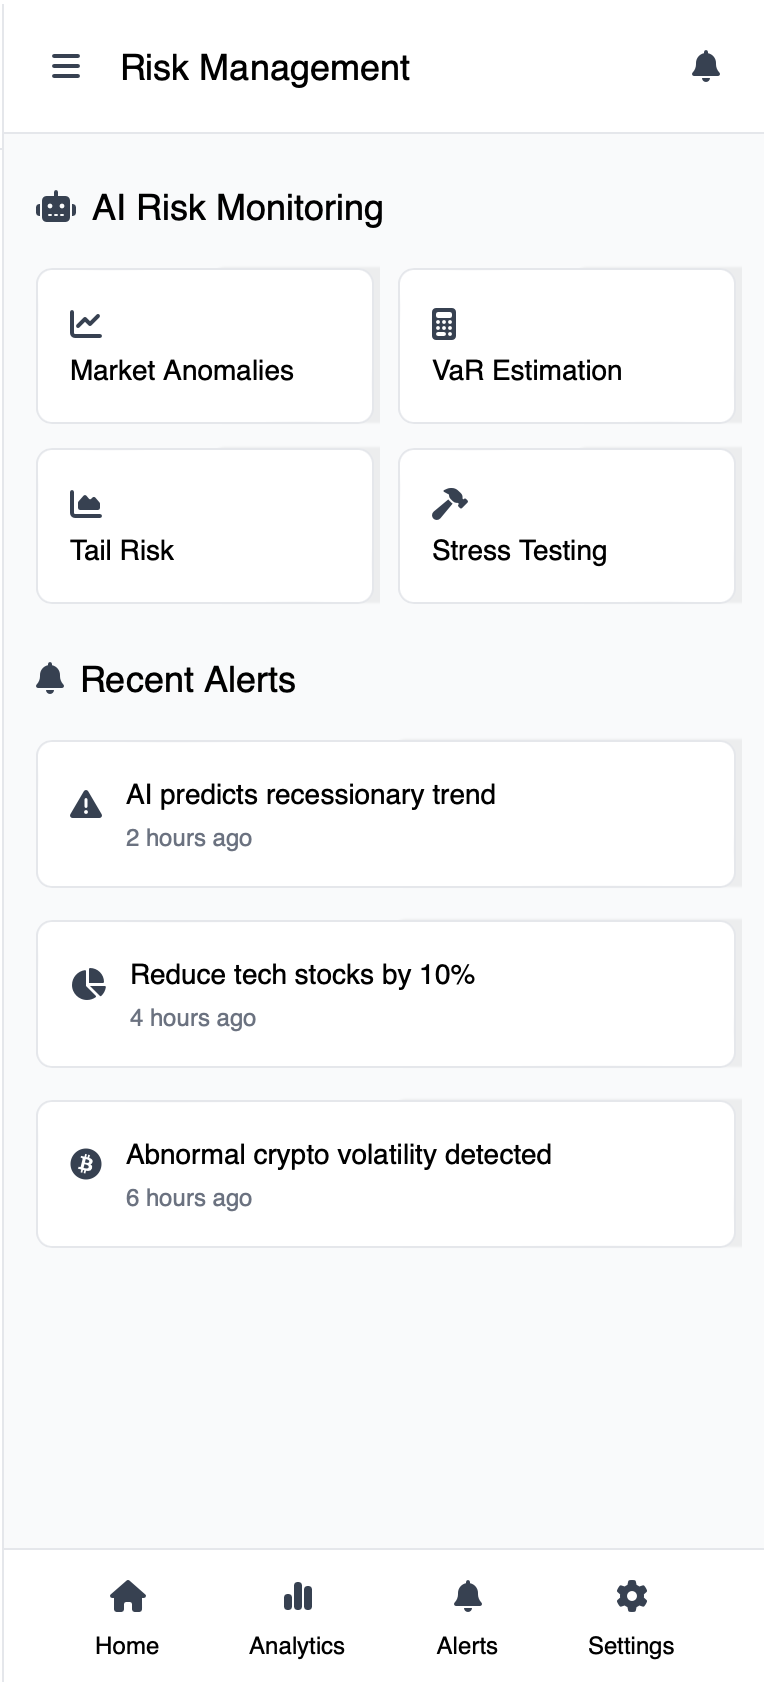 Risk Management
AI Risk Monitoring
Market Anomalies
VaR Estimation
Tail Risk
Stress Testing
Recent Alerts
AI predicts recessionary trend
2 hours ago
Reduce tech stocks by 10%
4 hours ago
Abnormal crypto volatility detected
6 hours ago
Home
Analytics
Alerts
Settings